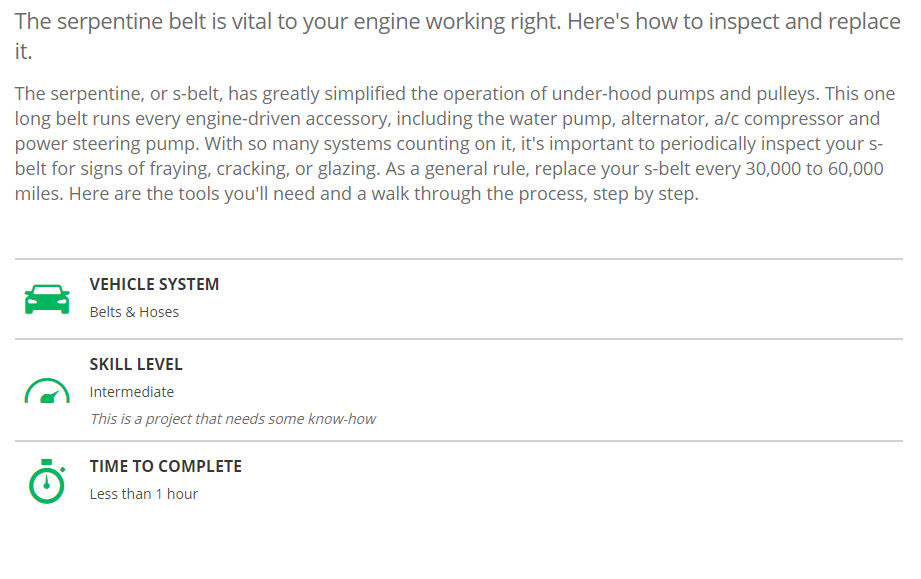 The serpentine belt is vital to your engine working right. Here's how to inspect and replace
it.
The serpentine, or s-belt, has greatly simplified the operation of under-hood pumps and pulleys. This one
long belt runs every engine-driven accessory, including the water pump, alternator, a/c compressor and
power steering pump. With so many systems counting on it, it's important to periodically inspect your s-
belt for signs of fraying, cracking, or glazing. As a general rule, replace your s-belt every 30,000 to 60,000
miles. Here are the tools you'll need and a walk through the process, step by step.
VEHICLE SYSTEM
Belts & Hoses
SKILL LEVEL
Intermediate
This is a project that needs some know-how
TIME TO COMPLETE
Less than 1 hour